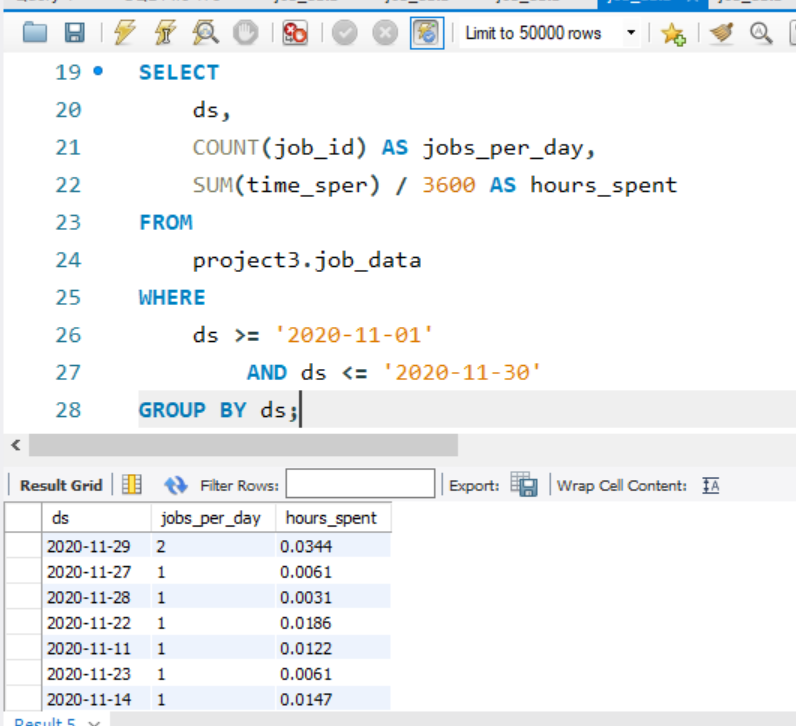 Limit to 50000 rows
19 SELECT
20 ds,
21 COUNT(job_id) AS jobs_per_day,
22 SUM(time_sper) / 3600 AS hours_spent
23 FROM
24 project3.job_data
25 WHERE
26 ds >= '2020-11-01'
27 AND ds <= '2020-11-30'
28 GROUP BY ds;
Result Grid Filter Rows: Export: Wrap Cell Content: IA
ds jobs_per_day hours_spent
2020-11-29 2 0.0344
2020-11-27 1 0.0061
2020-11-28 1 0.0031
2020-11-22 1 0.0186
2020-11-11 1 0.0122
2020-11-23 1 0.0061
2020-11-14 1 0.0147
Result 5